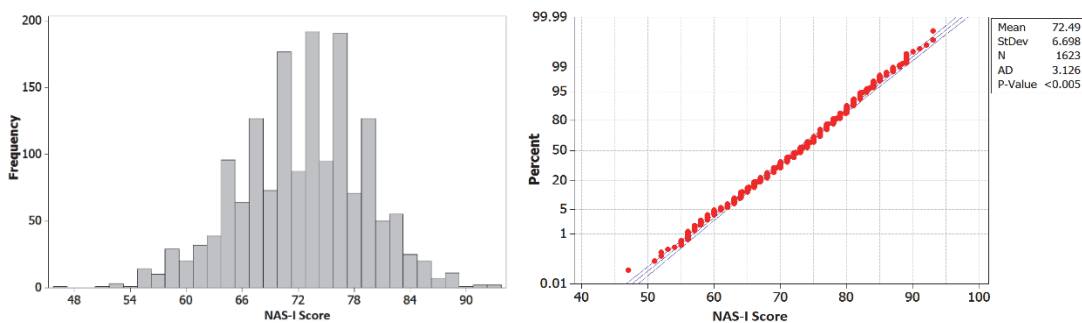 200
150
100
50
0
Frequency
48 54 60 66 72 78 84 90
NAS-I Score
99.99
99
95
80
50
20
5
1
0.01
Percent
40 50 60 70 80 90 100
NAS-I Score
Mean 72.49
StDev 6.698
N 1623
AD 3.126
P-Value <0.005